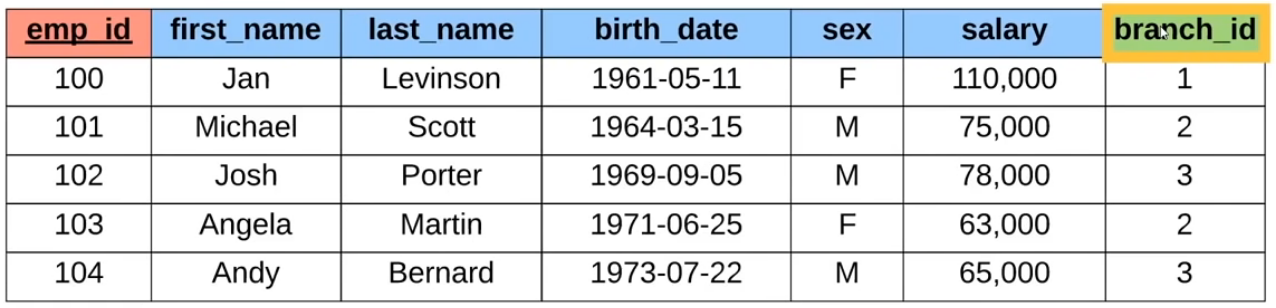 emp_id first_name last_name birth_date sex salary branch_id
100 Jan Levinson 1961-05-11 F 110,000 1
101 Michael Scott 1964-03-15 M 75,000 2
102 Josh Porter 1969-09-05 M 78,000 3
103 Angela Martin 1971-06-25 F 63,000 2
104 Andy Bernard 1973-07-22 M 65,000 3